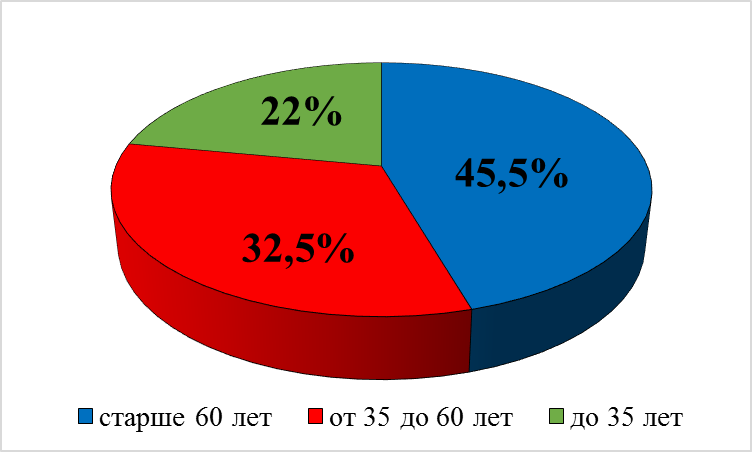 22%
45,5%
32,5%
старше 60 лет от 35 до 60 лет до 35 лет